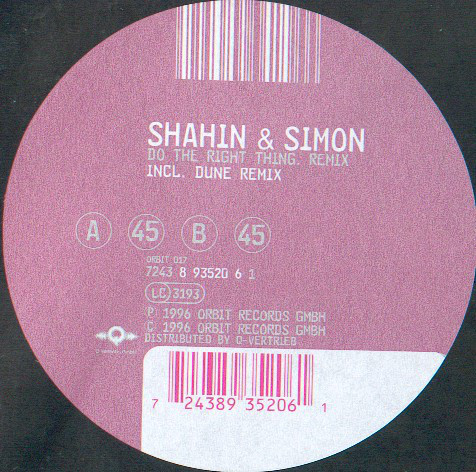 SHAHIN & SIMON
DO THE RIGHT THING. REMIX
INCL. DUNE REMIX
A 45 B 45
ORBIT 017
7243 8 93520 6 1
LC 3193
P 1996 ORBIT RECORDS GMBH
C 1996 ORBIT RECORDS GMBH
DISTRIBUTED BY Q-VERTRIEB
7 24389 35206 1